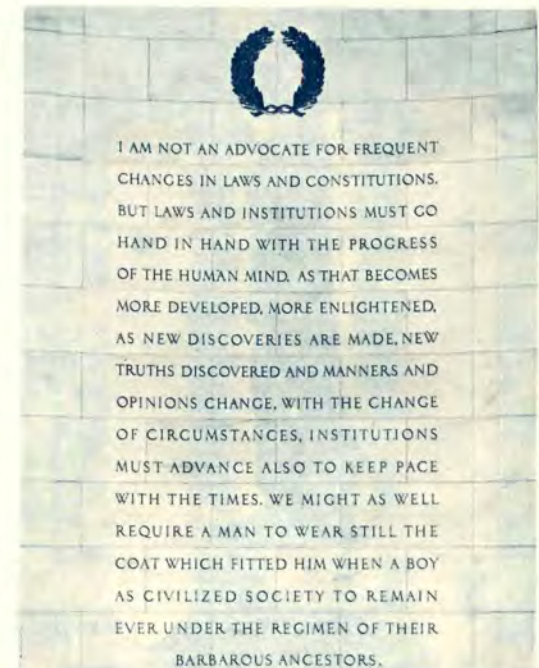 I AM NOT AN ADVOCATE FOR FREQUENT
CHANGES IN LAWS AND CONSTITUTIONS.
BUT LAWS AND INSTITUTIONS MUST GO
HAND IN HAND WITH THE PROGRESS
OF THE HUMAN MIND. AS THAT BECOMES
MORE DEVELOPED, MORE ENLIGHTENED,
AS NEW DISCOVERIES ARE MADE, NEW
TRUTHS DISCOVERED AND MANNERS AND
OPINIONS CHANGE, WITH THE CHANGE
OF CIRCUMSTANCES, INSTITUTIONS
MUST ADVANCE ALSO TO KEEP PACE
WITH THE TIMES. WE MIGHT AS WELL
REQUIRE A MAN TO WEAR STILL THE
COAT WHICH FITTED HIM WHEN A BOY
AS CIVILIZED SOCIETY TO REMAIN
EVER UNDER THE REGIMEN OF THEIR
BARBAROUS ANCESTORS.